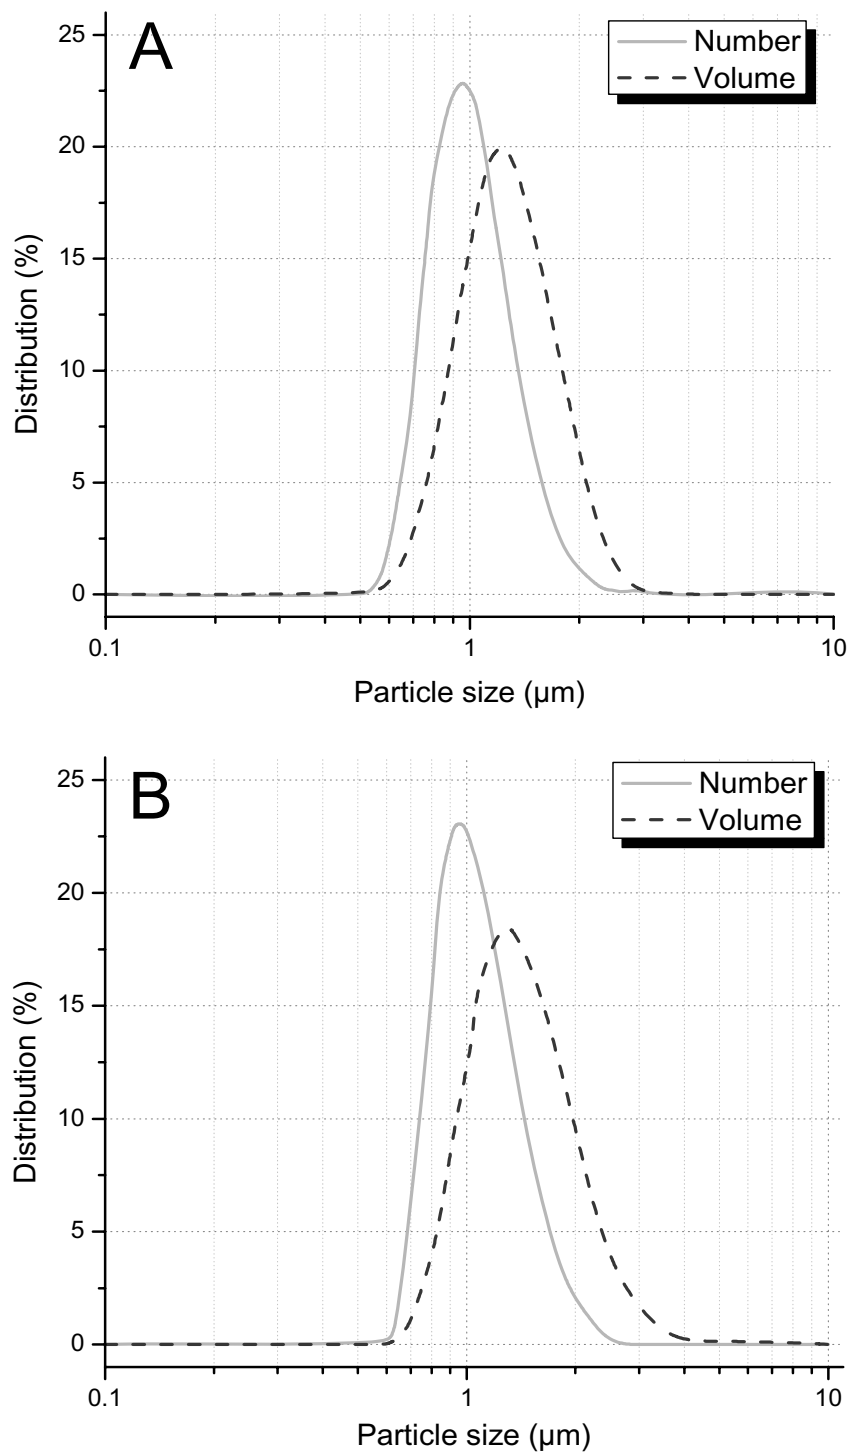 A
Number
Volume
25
20
15
10
5
0
Distribution (%)
0.1
1
10
Particle size (μm)
B
Number
Volume
25
20
15
10
5
0
Distribution (%)
0.1
1
10
Particle size (μm)